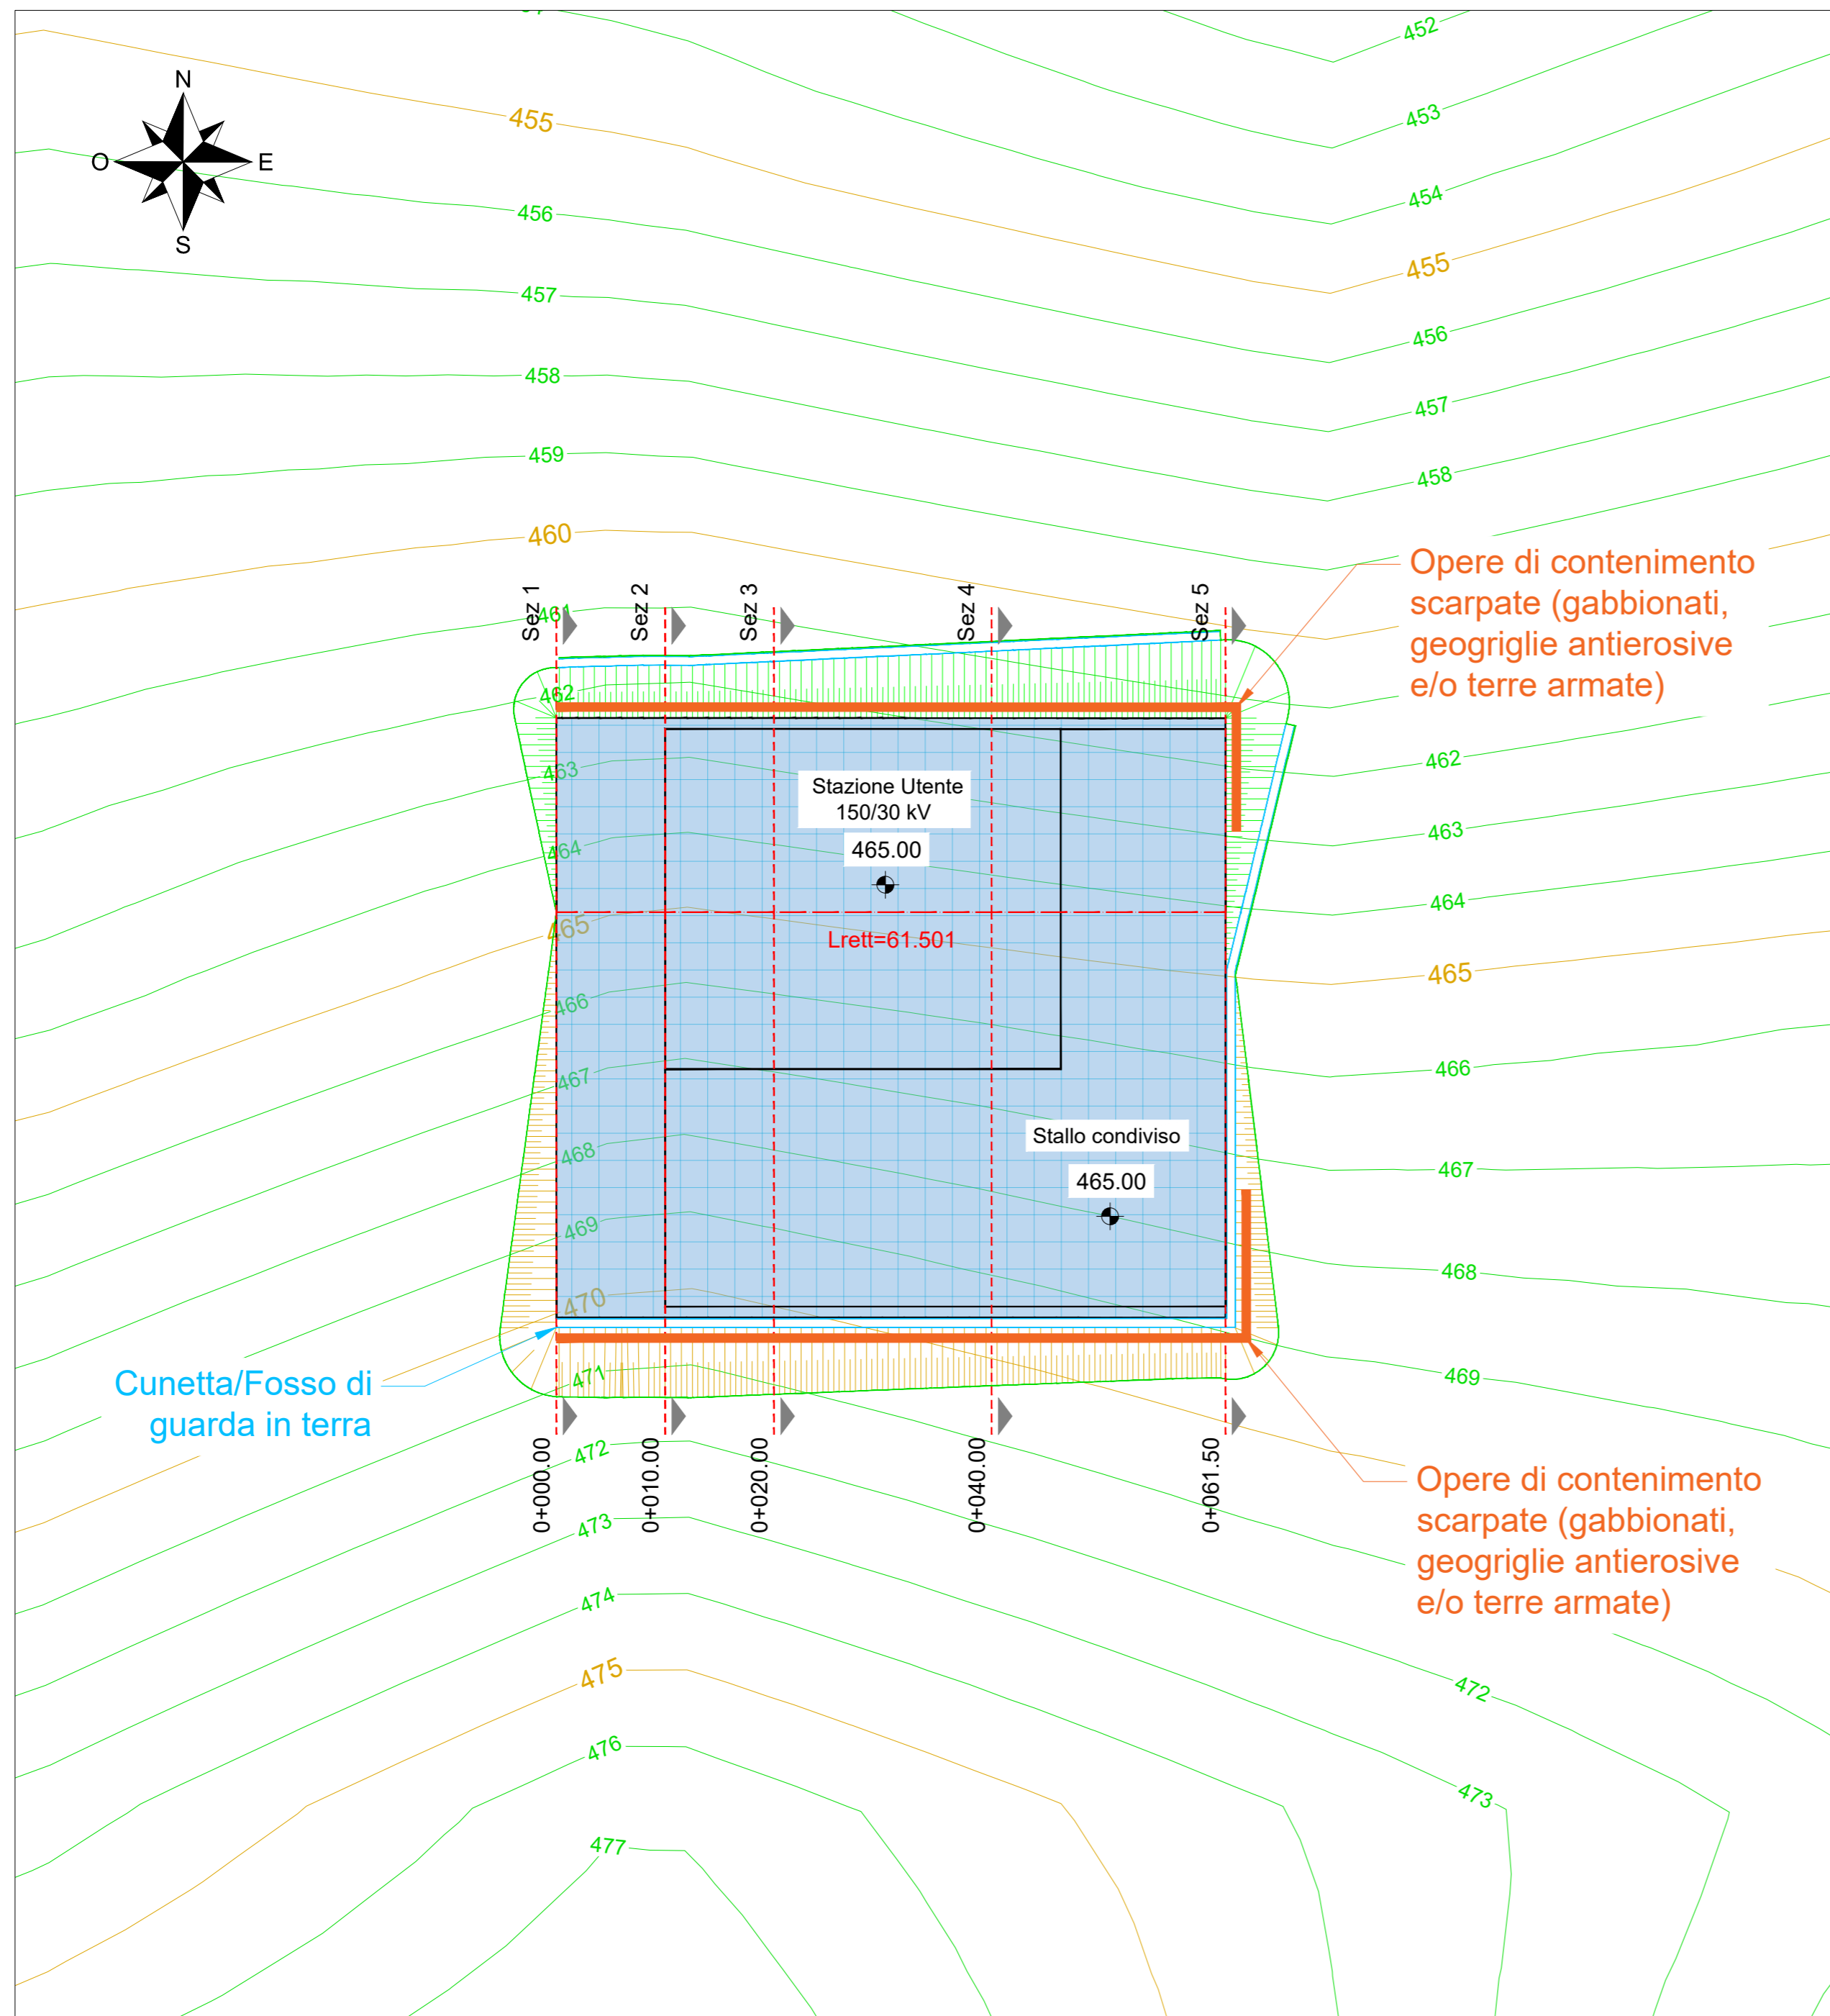 452
N
455
453
O
E
454
456
S
455
457
456
458
457
459
458
460
Opere di contenimento
scarpate (gabbionati,
geogriglie antierosive
e/o terre armate)
Sez 1
Sez 2
Sez 3
Sez 4
Sez 5
461
462
462
463
Stazione Utente
150/30 kV
465.00
463
464
464
465
Lrett=61.501
465
466
466
467
Stallo condiviso
465.00
468
467
469
468
470
Cunetta/Fosso di
guarda in terra
471
469
0+000.00
0+010.00
0+020.00
0+040.00
0+061.50
472
Opere di contenimento
scarpate (gabbionati,
geogriglie antierosive
e/o terre armate)
473
474
475
472
476
473
477